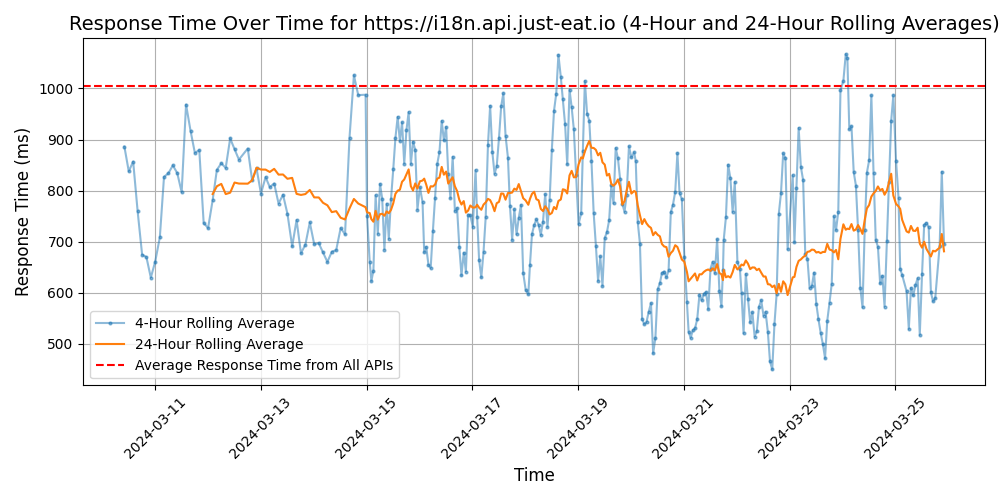 Response Time Over Time for https://i18n.api.just-eat.io (4-Hour and 24-Hour Rolling Averages)
Response Time (ms)
1000
900
800
700
600
500
4-Hour Rolling Average
24-Hour Rolling Average
Average Response Time from All APIs
2024-03-11
2024-03-13
2024-03-15
2024-03-17
2024-03-19
2024-03-21
2024-03-23
2024-03-25
Time